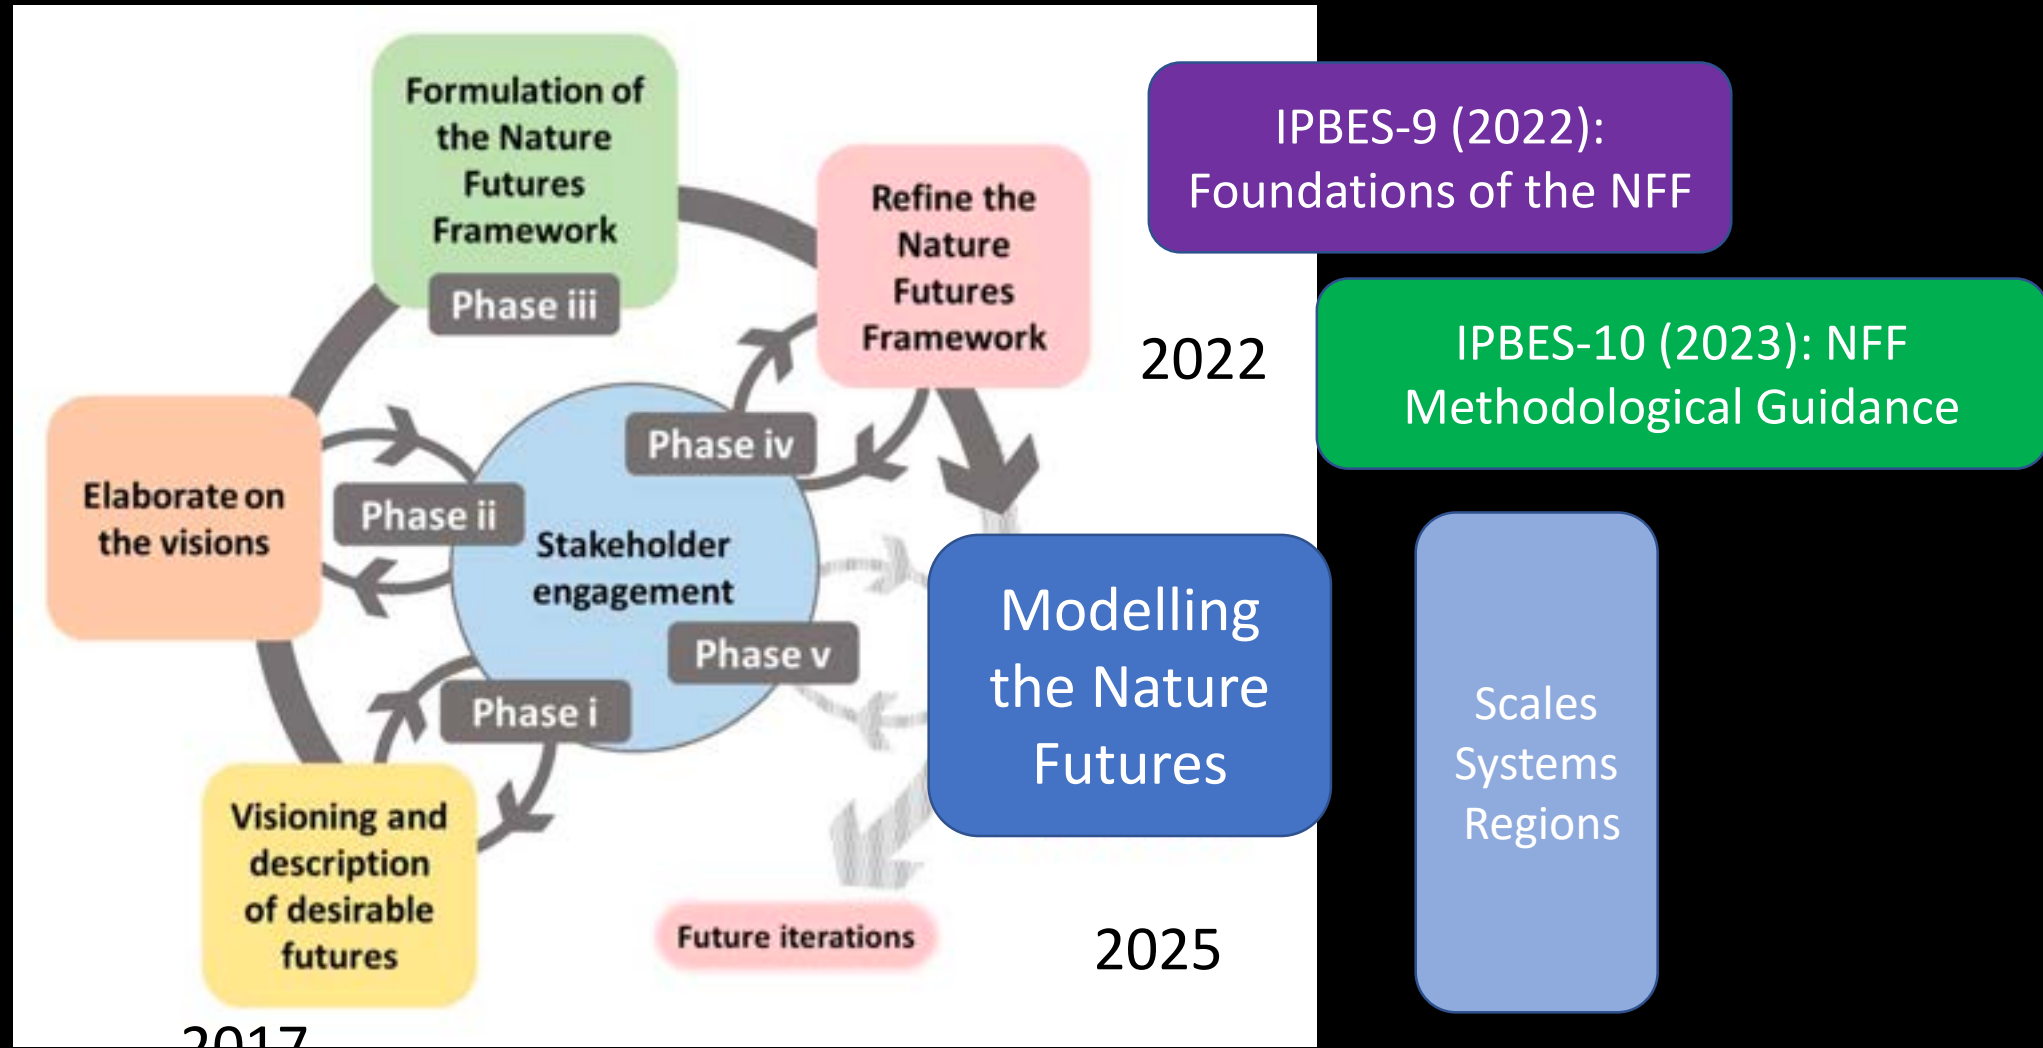 Formulation of
the Nature
Futures
Framework
Phase iii
Refine the
Nature
Futures
Framework
Phase iv
Elaborate on
the visions
Phase ii
Stakeholder
engagement
Phase v
Phase i
Visioning and
description
of desirable
futures
2017
Modelling
the Nature
Futures
Future iterations
2022
2025
IPBES-9 (2022):
Foundations of the NFF
IPBES-10 (2023): NFF
Methodological Guidance
Scales
Systems
Regions